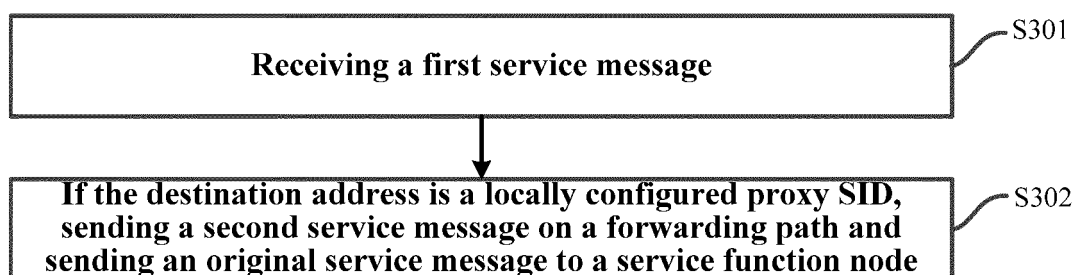 Receiving a first service message
S301
If the destination address is a locally configured proxy SID,
sending a second service message on a forwarding path and
sending an original service message to a service function node
S302